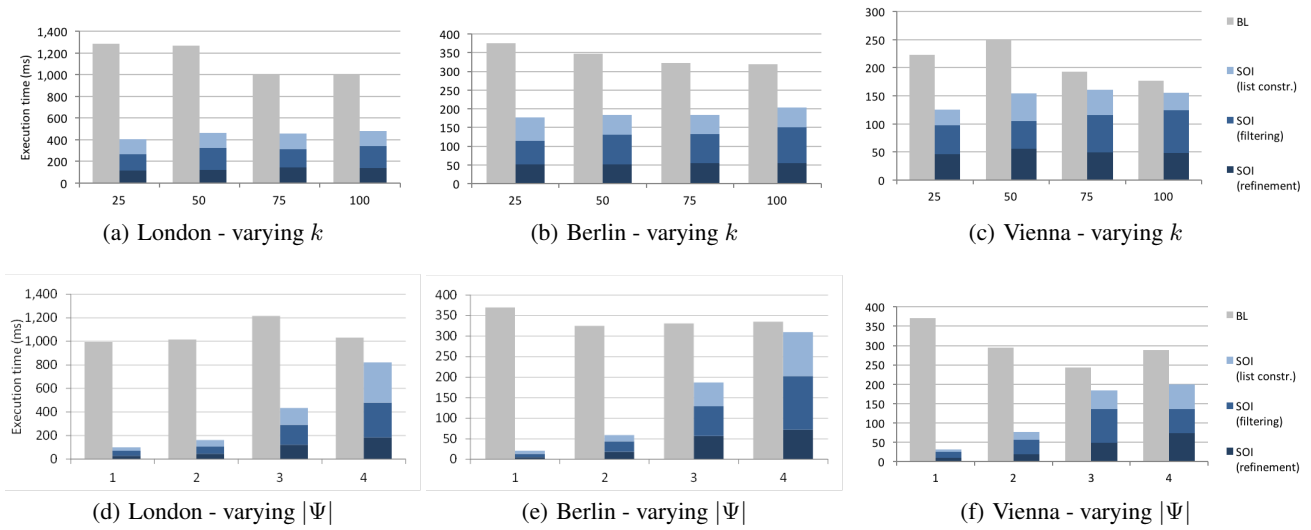 Execution time (ms)
1,400
1,200
1,000
800
600
400
200
0
25 50 75 100
(a) London - varying k
400
350
300
250
200
150
100
50
0
25 50 75 100
(b) Berlin - varying k
300
250
200
150
100
50
0
25 50 75 100
(c) Vienna - varying k
BL
SOI
(list constr.)
SOI
(filtering)
SOI
(refinement)
Execution time (ms)
1,400
1,200
1,000
800
600
400
200
0
1 2 3 4
(d) London - varying |Ψ|
400
350
300
250
200
150
100
50
0
1 2 3 4
(e) Berlin - varying |Ψ|
400
350
300
250
200
150
100
50
0
1 2 3 4
(f) Vienna - varying |Ψ|
BL
SOI
(list constr.)
SOI
(filtering)
SOI
(refinement)